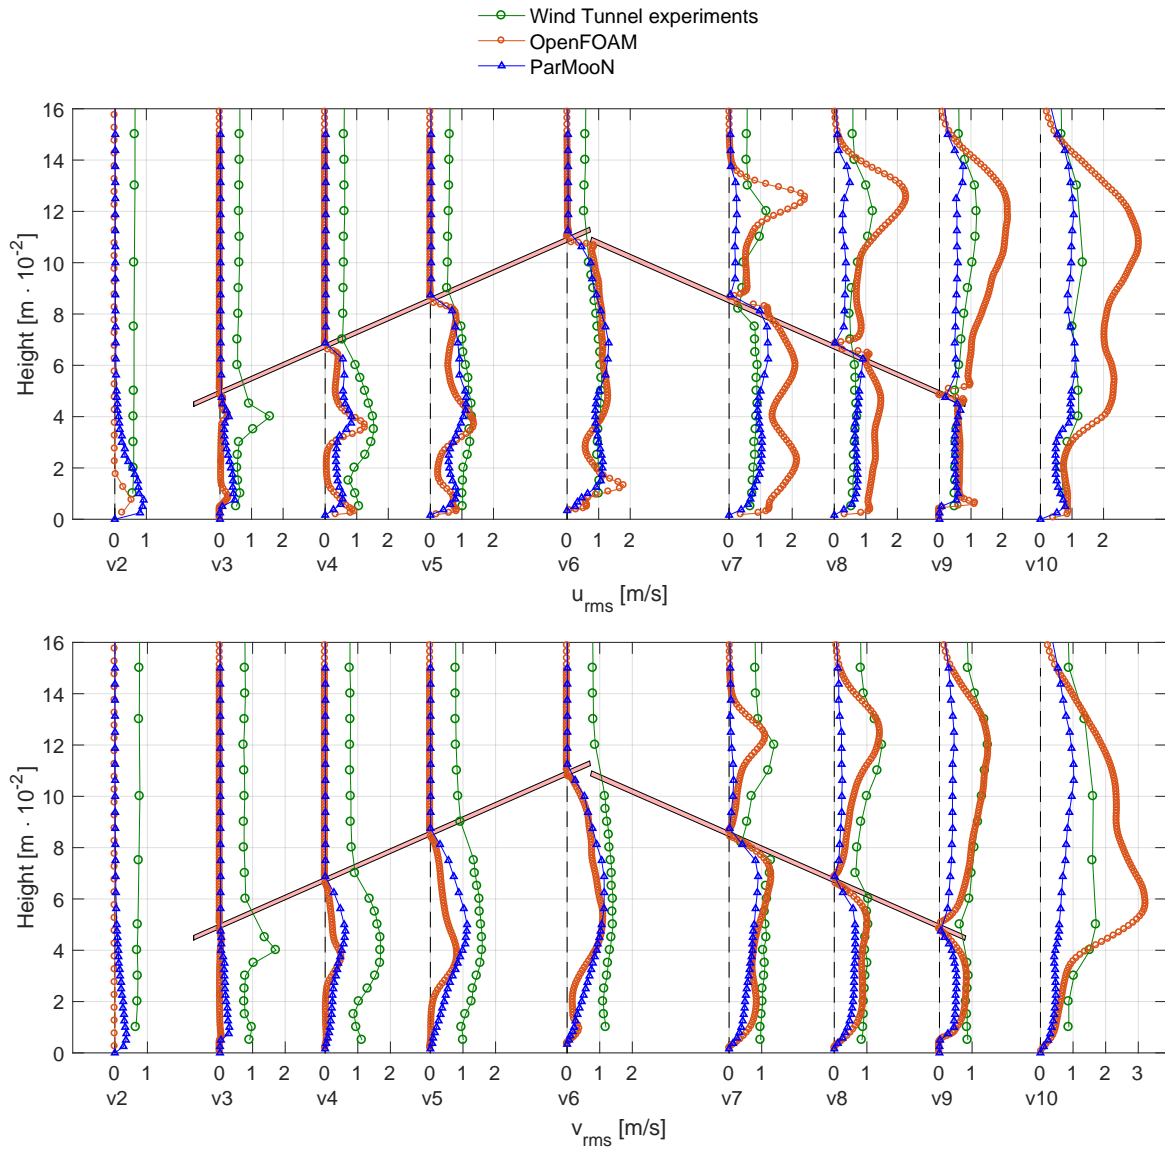 Wind Tunnel experiments
OpenFOAM
ParMooN
16
14
12
10
8
6
4
2
0
Height [m · 10^-2]
0 1 0 1 2 0 1 2 0 1 2 0 1 2 0 1 2 0 1 2 0 1 2 0 1 2
v2 v3 v4 v5 v6 v7 v8 v9 v10
u_rms [m/s]
16
14
12
10
8
6
4
2
0
Height [m · 10^-2]
0 1 0 1 2 0 1 2 0 1 2 0 1 2 0 1 0 1 2 0 1 2 0 1 2 3
v2 v3 v4 v5 v6 v7 v8 v9 v10
v_rms [m/s]